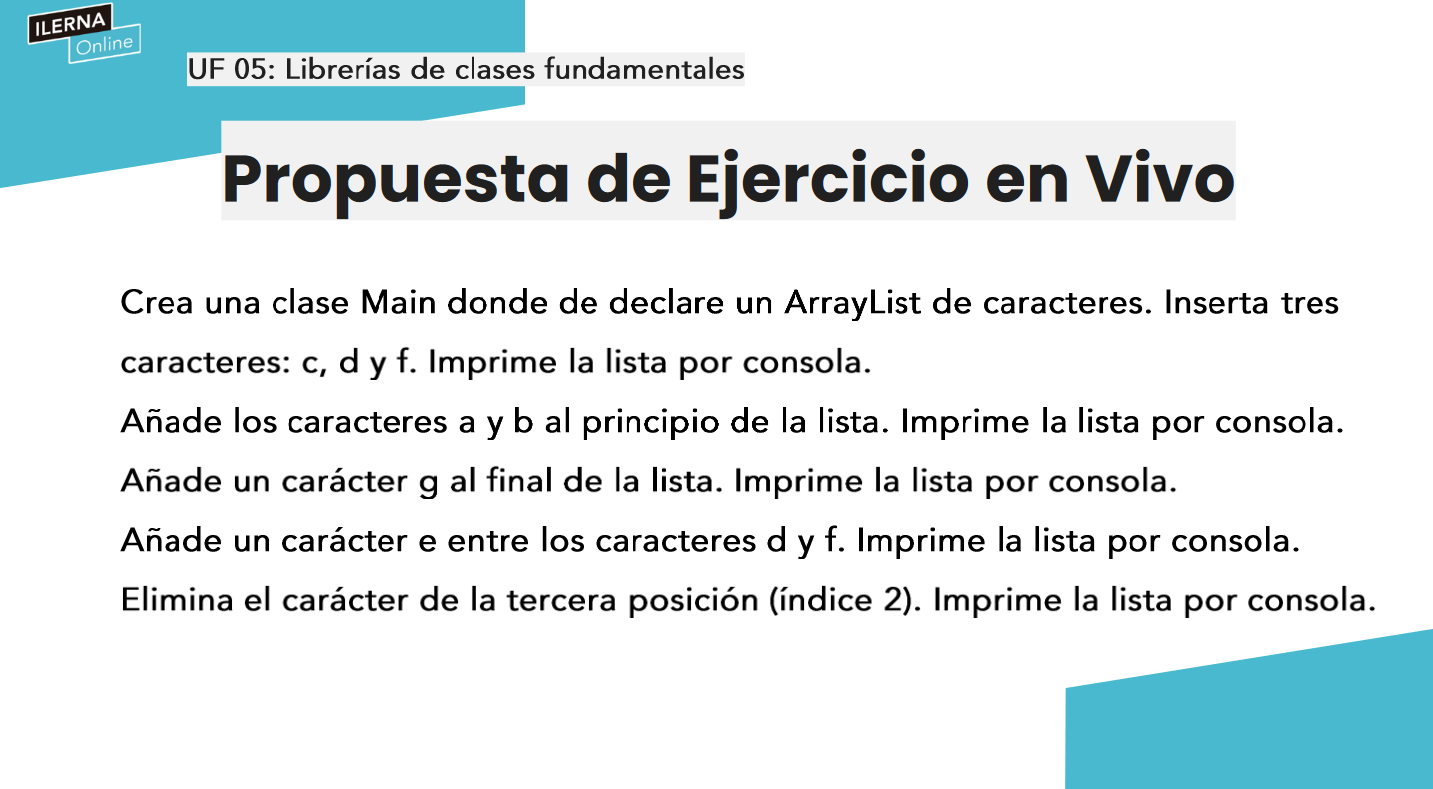 ILERNA
Online
UF 05: Librerías de clases fundamentales
Propuesta de Ejercicio en Vivo
Crea una clase Main donde de declare un ArrayList de caracteres. Inserta tres
caracteres: c, d y f. Imprime la lista por consola.
Añade los caracteres a y b al principio de la lista. Imprime la lista por consola.
Añade un carácter g al final de la lista. Imprime la lista por consola.
Añade un carácter e entre los caracteres d y f. Imprime la lista por consola.
Elimina el carácter de la tercera posición (índice 2). Imprime la lista por consola.